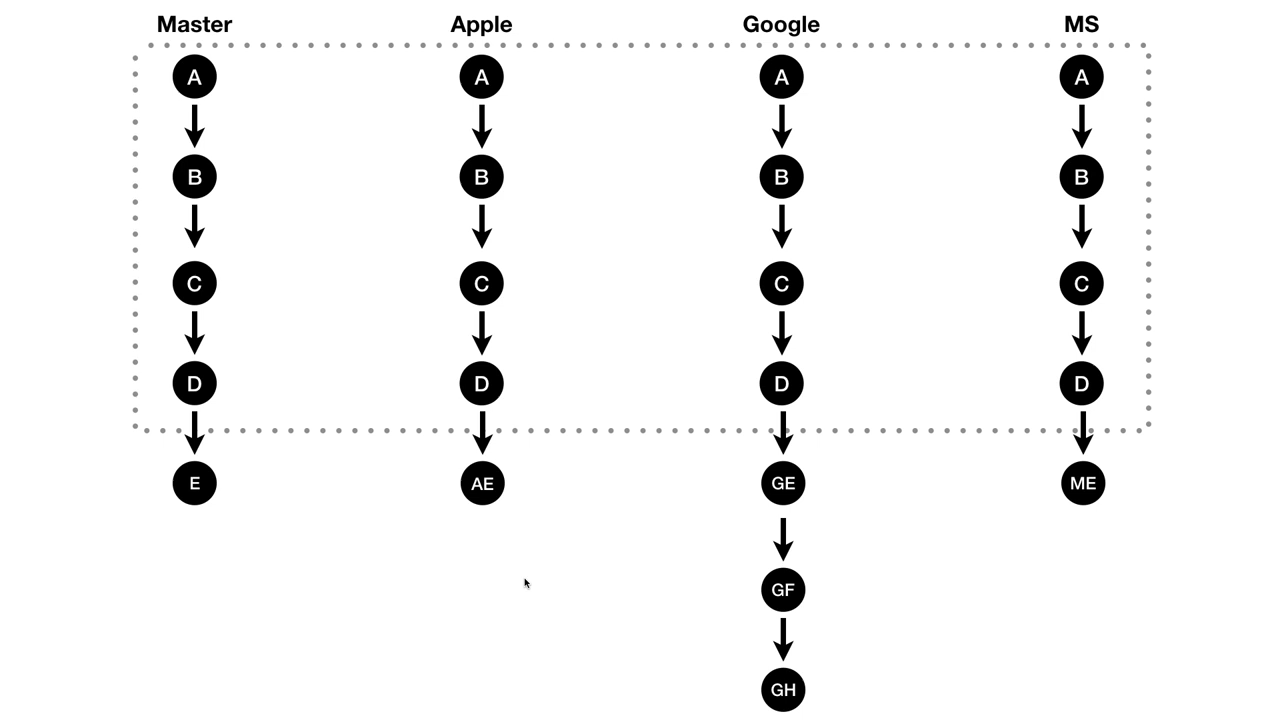 Master Apple Google MS
A A A A
B B B B
C C C C
D D D D
E AE GE ME
GF
GH